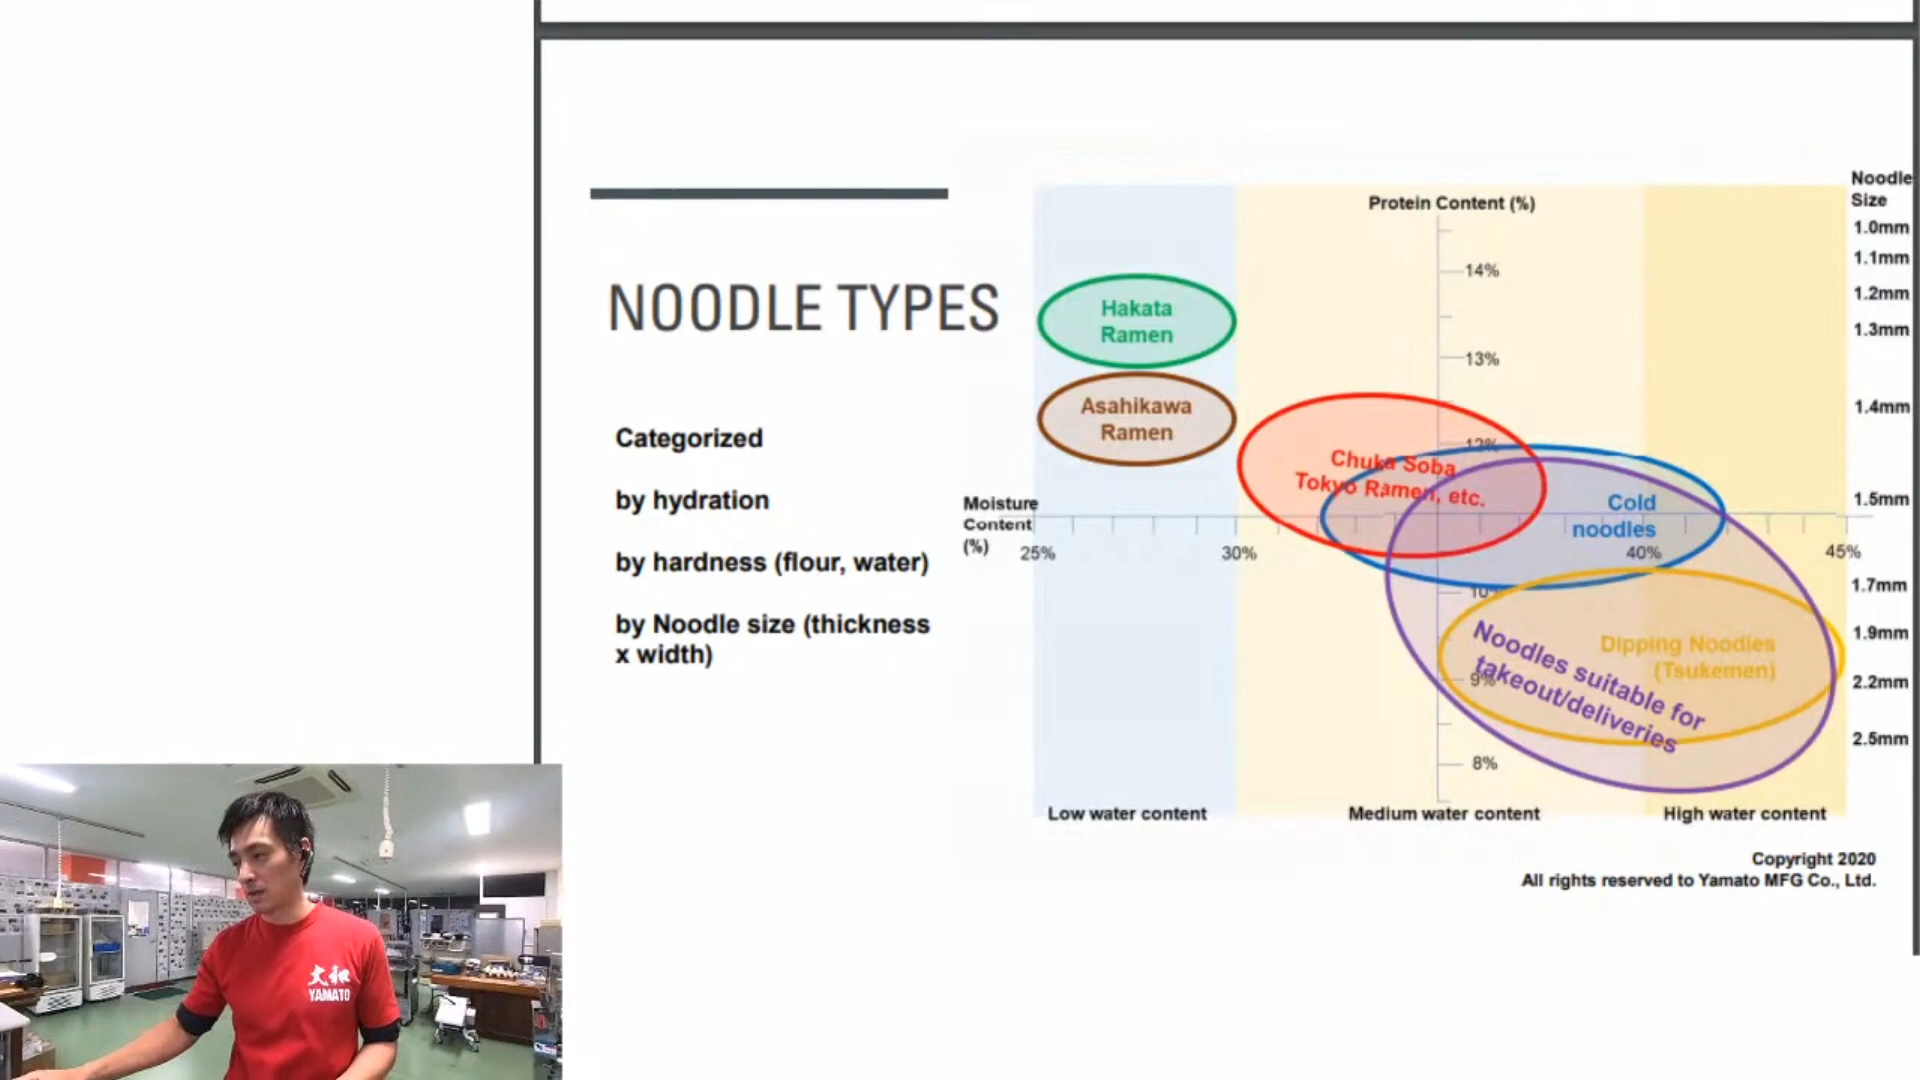 NOODLE TYPES
Categorized
by hydration
by hardness (flour, water)
by Noodle size (thickness
x width)
Protein Content (%)
14%
13%
12%
10%
9%
8%
Moisture
Content
(%)
25%
30%
40%
45%
Hakata
Ramen
Asahikawa
Ramen
Chuka Soba
Tokyo Ramen, etc.
Cold
noodles
Dipping Noodles
(Tsukemen)
Noodles suitable for
takeout/deliveries
Noodle
Size
1.0mm
1.1mm
1.2mm
1.3mm
1.4mm
1.5mm
1.7mm
1.9mm
2.2mm
2.5mm
Low water content
Medium water content
High water content
Copyright 2020
All rights reserved to Yamato MFG Co., Ltd.
大和
YAMATO